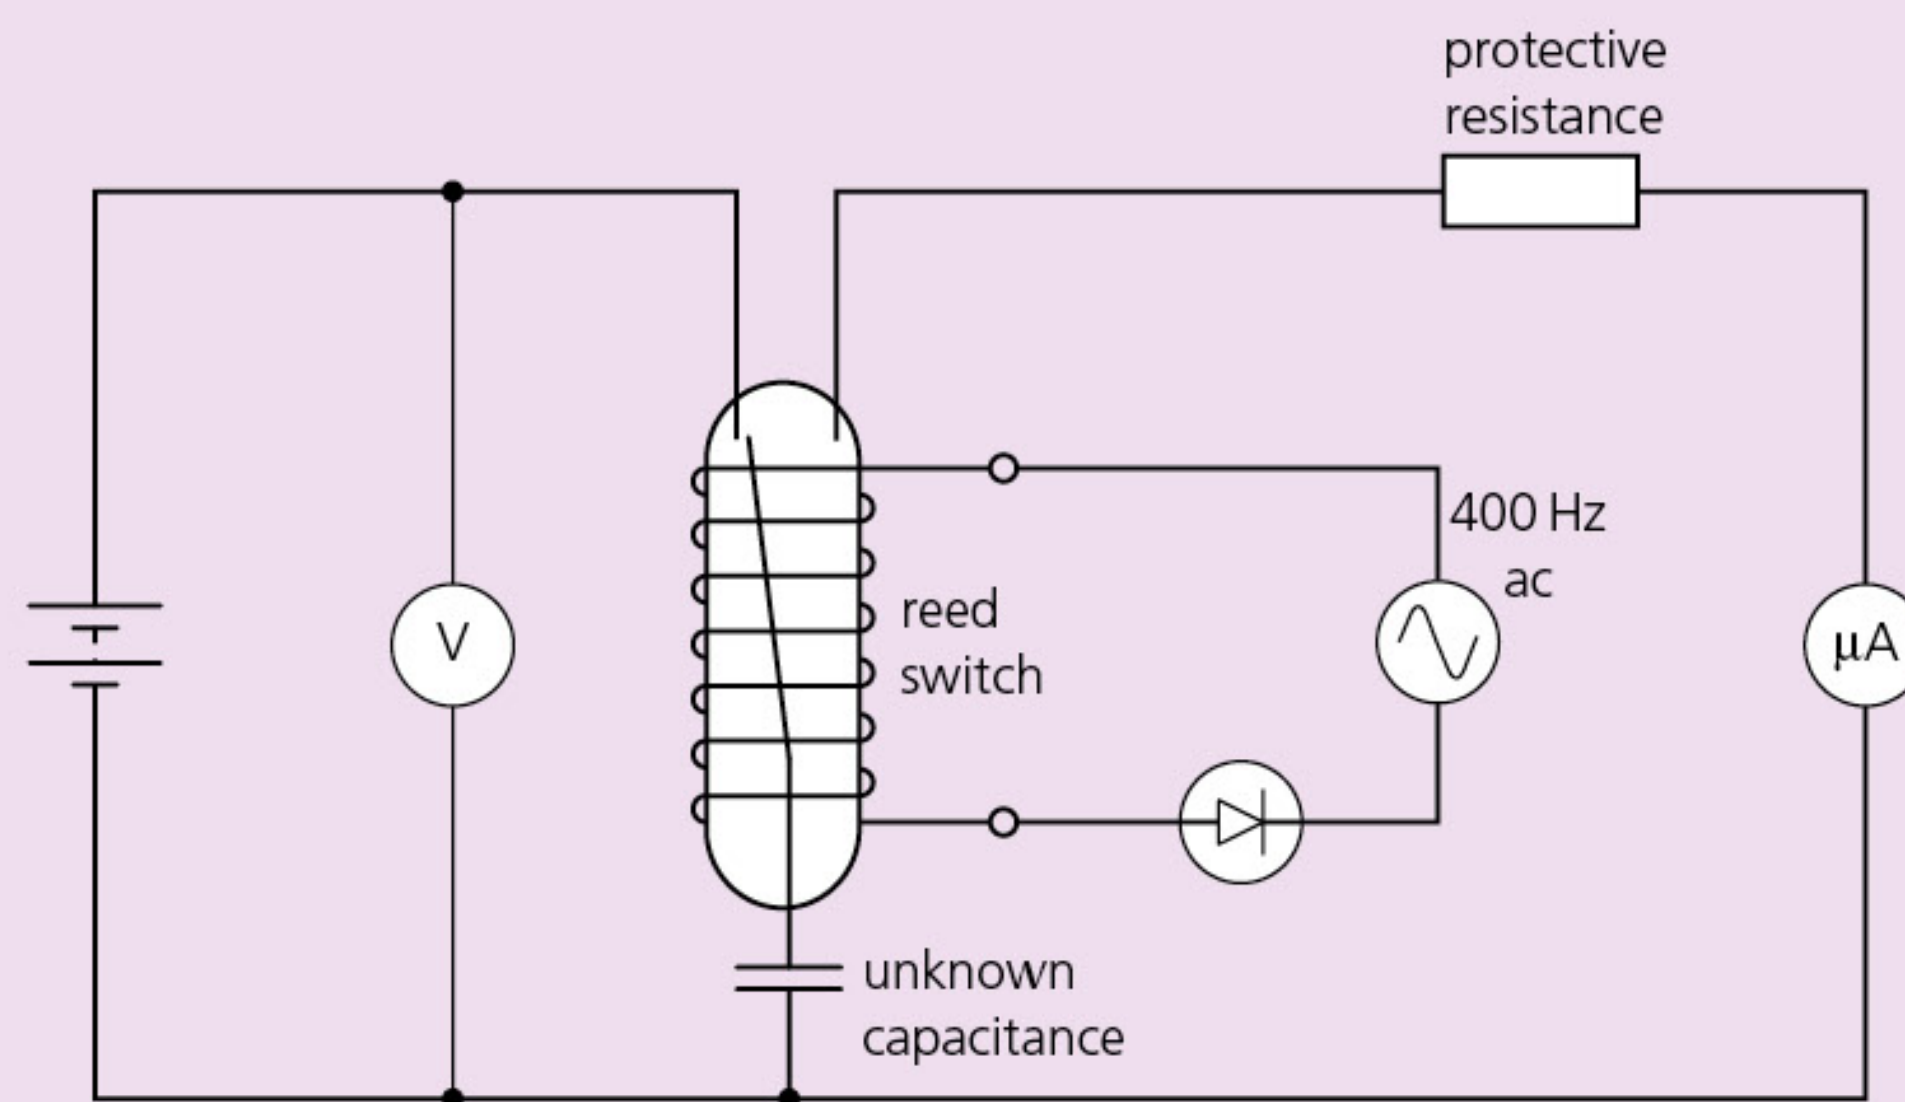 protective
resistance
400 Hz
ac
V
reed
switch
μA
unknown
capacitance